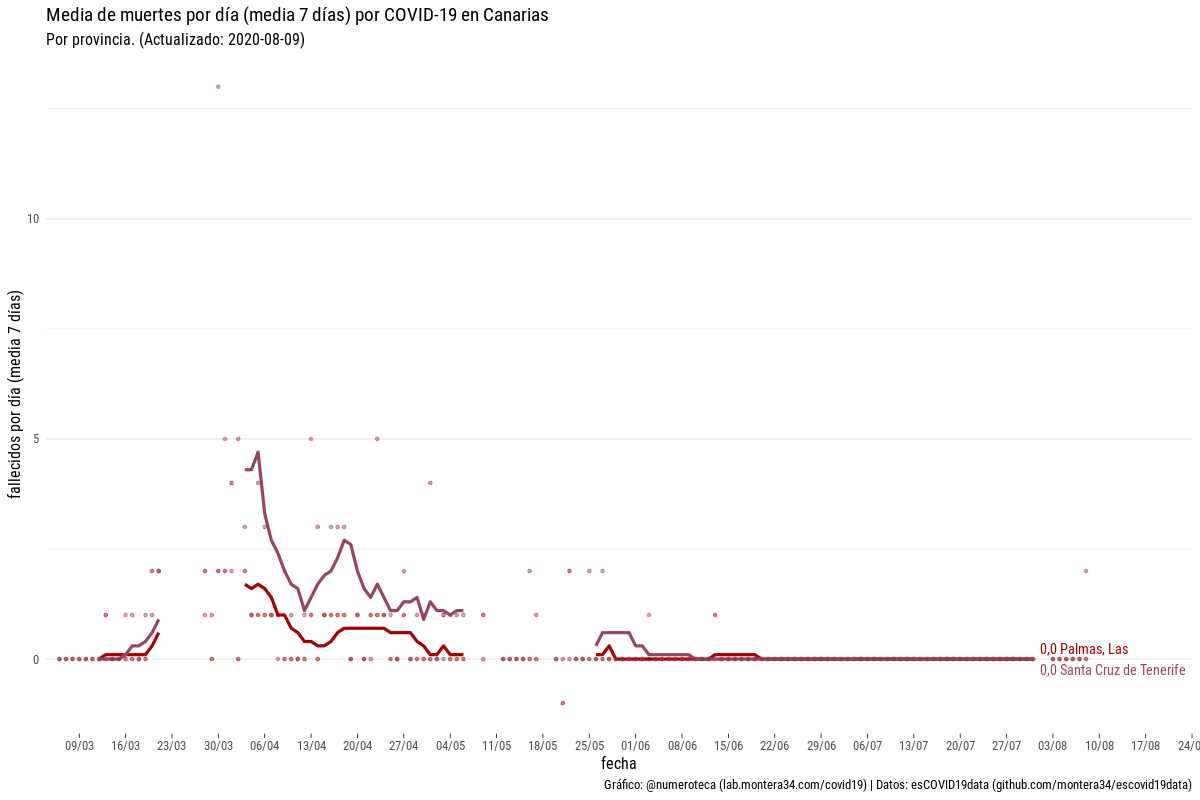 Media de muertes por día (media 7 días) por COVID-19 en Canarias
Por provincia. (Actualizado: 2020-08-09)
fallecidos por día (media 7 días)
10
5
0
0,0 Palmas, Las
0,0 Santa Cruz de Tenerife
09/03 16/03 23/03 30/03 06/04 13/04 20/04 27/04 04/05 11/05 18/05 25/05 01/06 08/06 15/06 22/06 29/06 06/07 13/07 20/07 27/07 03/08 10/08 17/08 24/0
fecha
Gráfico: @numeroteca (lab.montera34.com/covid19) | Datos: esCOVID19data (github.com/montera34/escovid19data)